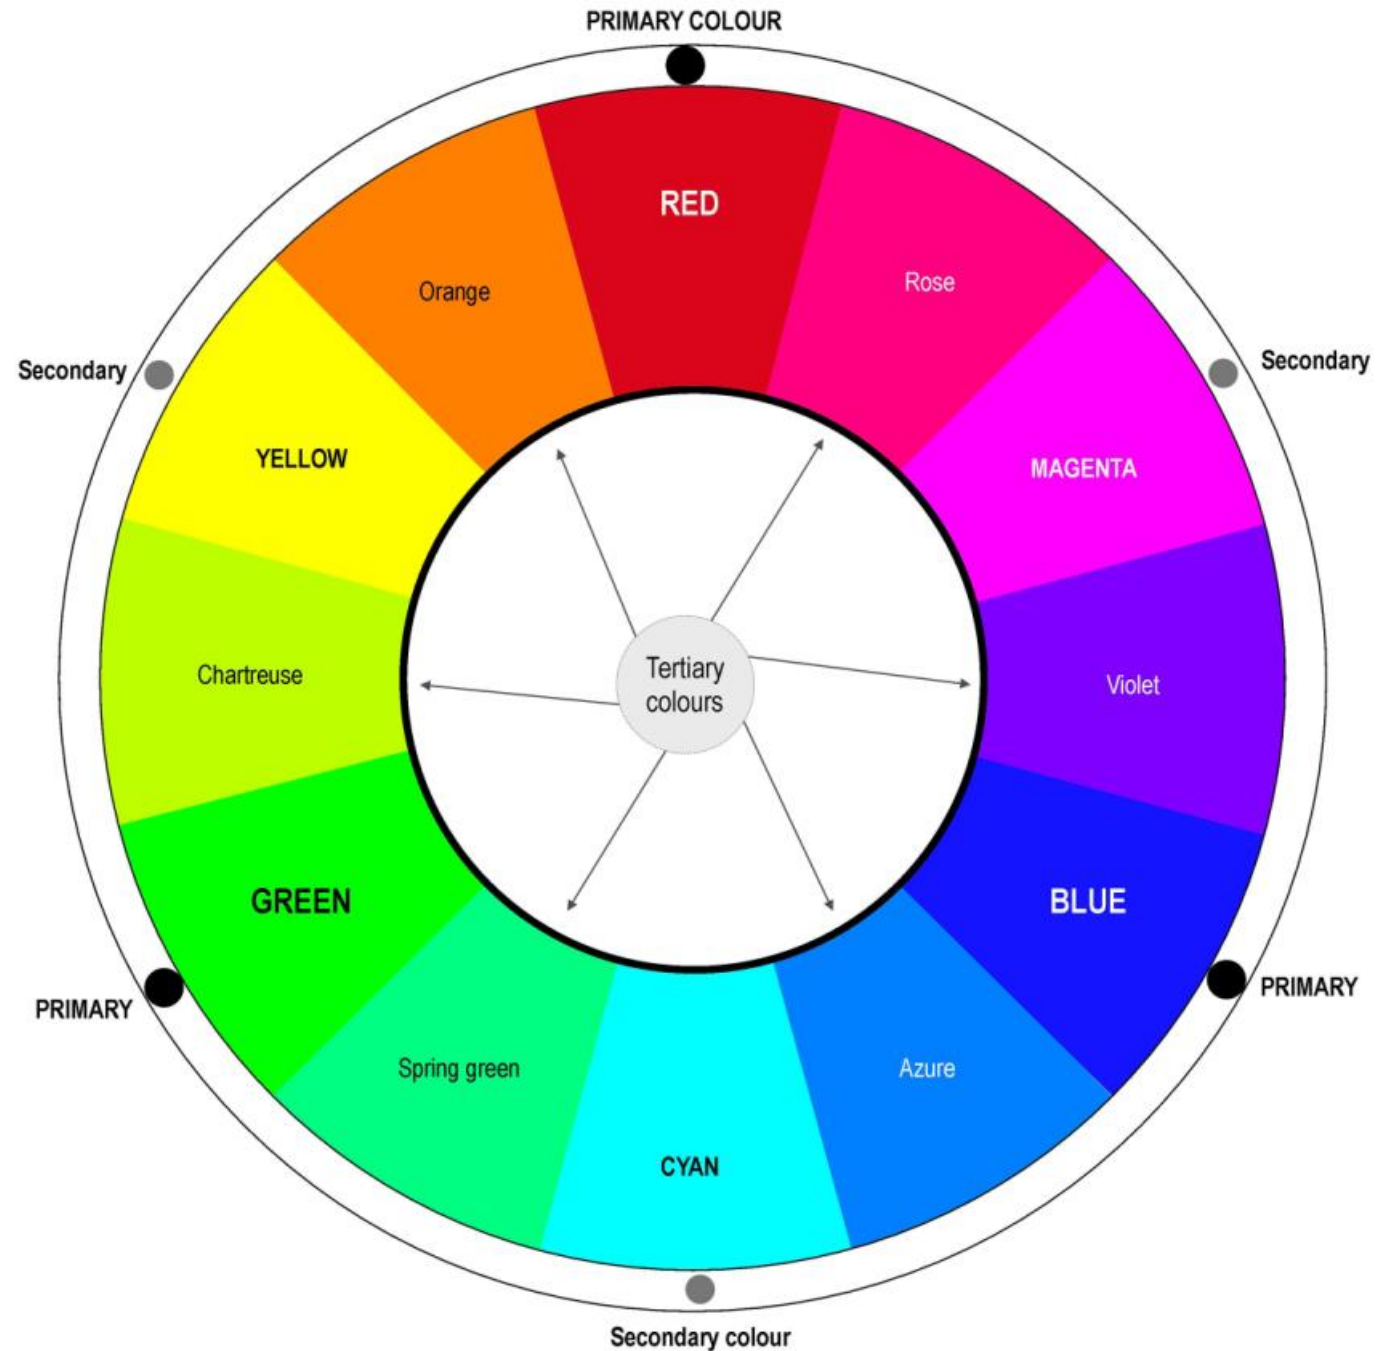 PRIMARY COLOUR
RED
Rose
Orange
Secondary
Secondary
YELLOW
MAGENTA
Tertiary
colours
Chartreuse
Violet
GREEN
BLUE
PRIMARY
PRIMARY
Spring green
Azure
CYAN
Secondary colour